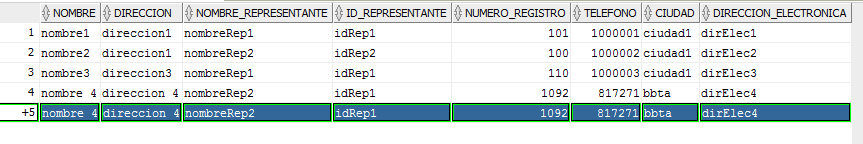 NOMBRE DIRECCION NOMBRE_REPRESENTANTE ID_REPRESENTANTE NUMERO_REGISTRO TELEFONO CIUDAD DIRECCION_ELECTRONICA
1 nombre1 direccion1 nombreRep1 idRep1 101 1000001 ciudad1 dirElec1
2 nombre2 direccion1 nombreRep2 idRep2 100 1000002 ciudad1 dirElec2
3 nombre3 direccion3 nombreRep1 idRep1 110 1000003 ciudad1 dirElec3
4 nombre 4 direccion 4 nombreRep2 idRep1 1092 817271 bbta dirElec4
+5 nombre 4 direccion 4 nombreRep2 idRep1 1092 817271 bbta dirElec4